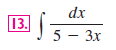 13. ∫ dx / (5 − 3x)